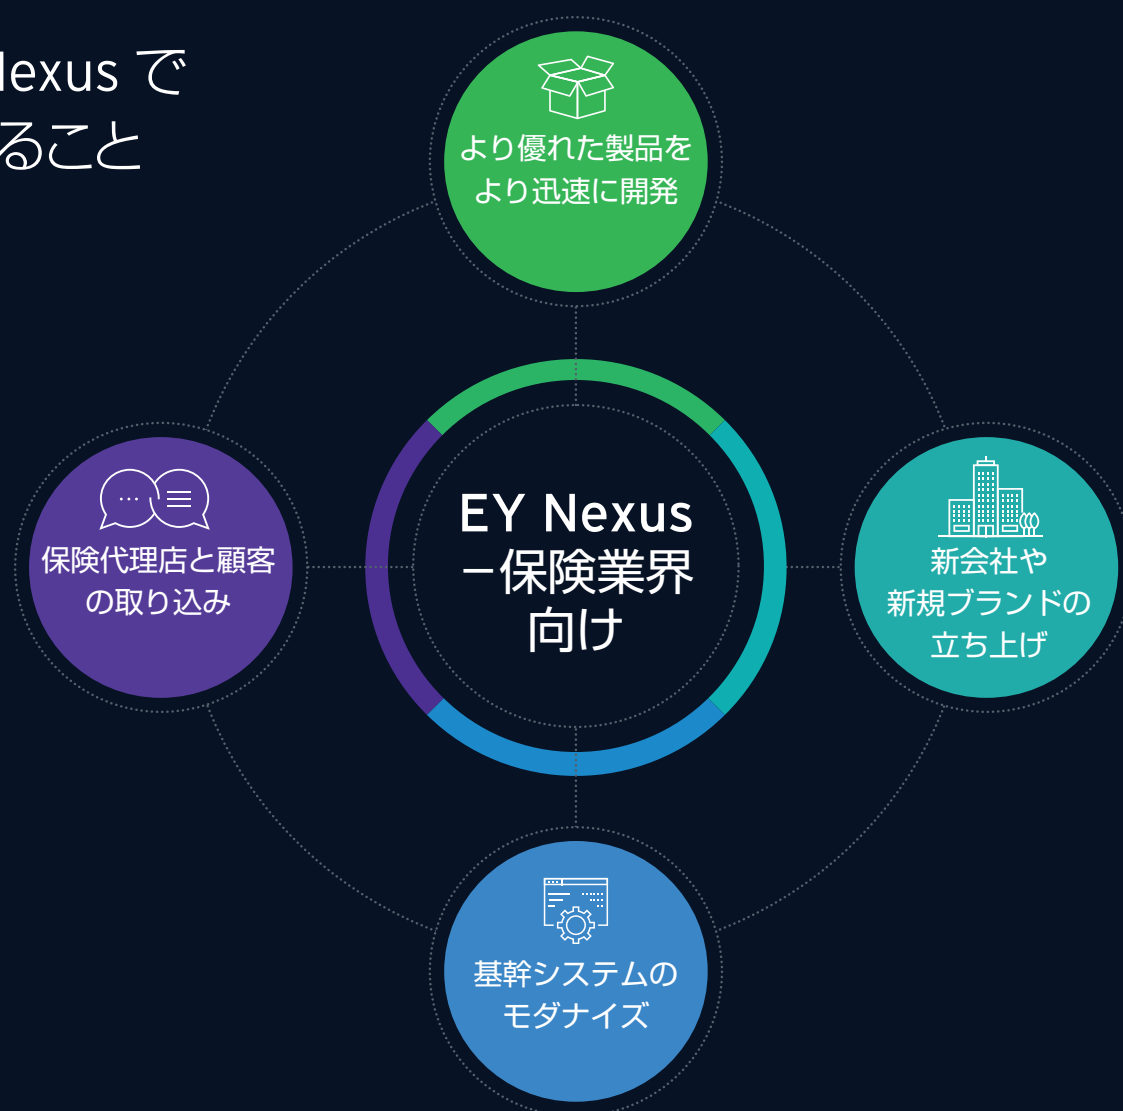 Nexus で
ること
より優れた製品を
より迅速に開発
保険代理店と顧客
の取り込み
EY Nexus
–保険業界
向け
新会社や
新規ブランドの
立ち上げ
基幹システムの
モダナイズ